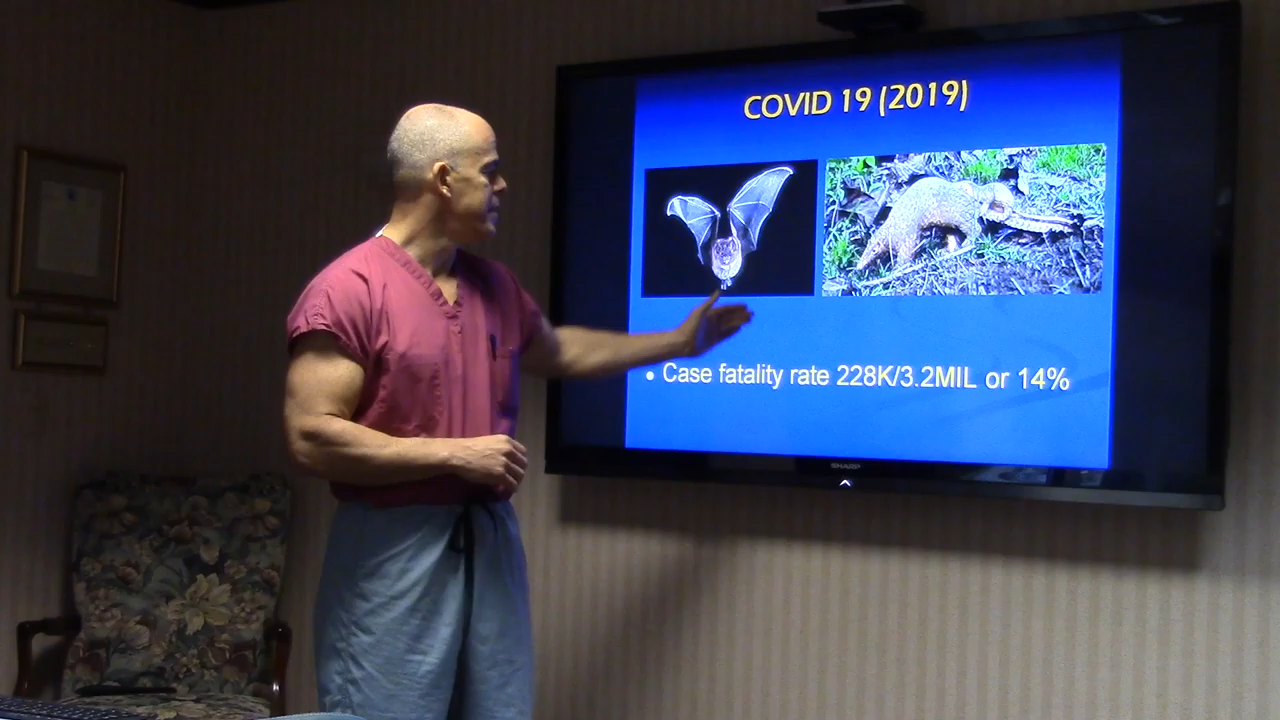 COVID 19 (2019)
• Case fatality rate 228K/3.2MIL or 14%
SHARP